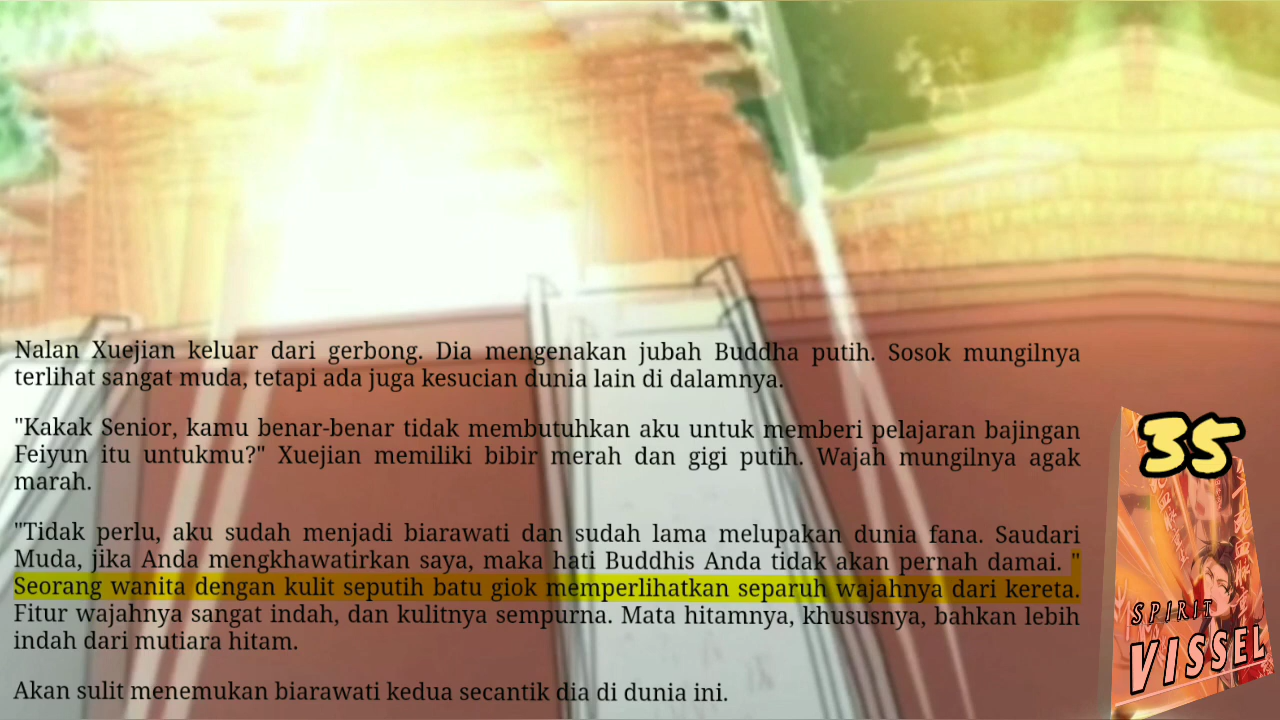 Nalan Xuejian keluar dari gerbong. Dia mengenakan jubah Buddha putih. Sosok mungilnya
terlihat sangat muda, tetapi ada juga kesucian dunia lain di dalamnya.
"Kakak Senior, kamu benar-benar tidak membutuhkan aku untuk memberi pelajaran bajingan
Feiyun itu untukmu?" Xuejian memiliki bibir merah dan gigi putih. Wajah mungilnya agak
marah.
"Tidak perlu, aku sudah menjadi biarawati dan sudah lama melupakan dunia fana. Saudari
Muda, jika Anda mengkhawatirkan saya, maka hati Buddhis Anda tidak akan pernah damai. "
Seorang wanita dengan kulit seputih batu giok memperlihatkan separuh wajahnya dari kereta.
Fitur wajahnya sangat indah, dan kulitnya sempurna. Mata hitamnya, khususnya, bahkan lebih
indah dari mutiara hitam.
Akan sulit menemukan biarawati kedua secantik dia di dunia ini.
35
SPIRIT
VISSEL